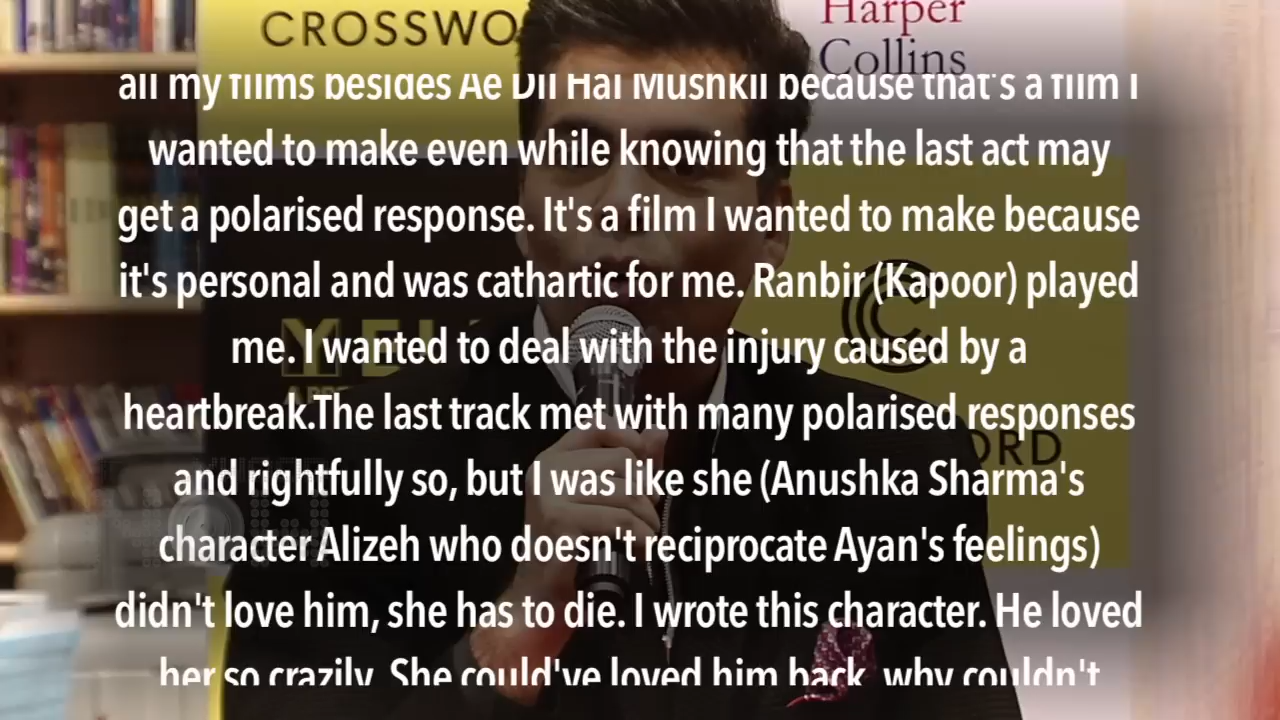 CROSSWO
Harper
Collins
all my films besides Ae Dil Hai Mushkil because that's a film I
wanted to make even while knowing that the last act may
get a polarised response. It's a film I wanted to make because
it's personal and was cathartic for me. Ranbir (Kapoor) played
me. I wanted to deal with the injury caused by a
heartbreak.The last track met with many polarised responses
and rightfully so, but I was like she (Anushka Sharma's
ORD
character Alizeh who doesn't reciprocate Ayan's feelings)
didn't love him, she has to die. I wrote this character. He loved
her so crazily. She could've loved him back, why couldn't